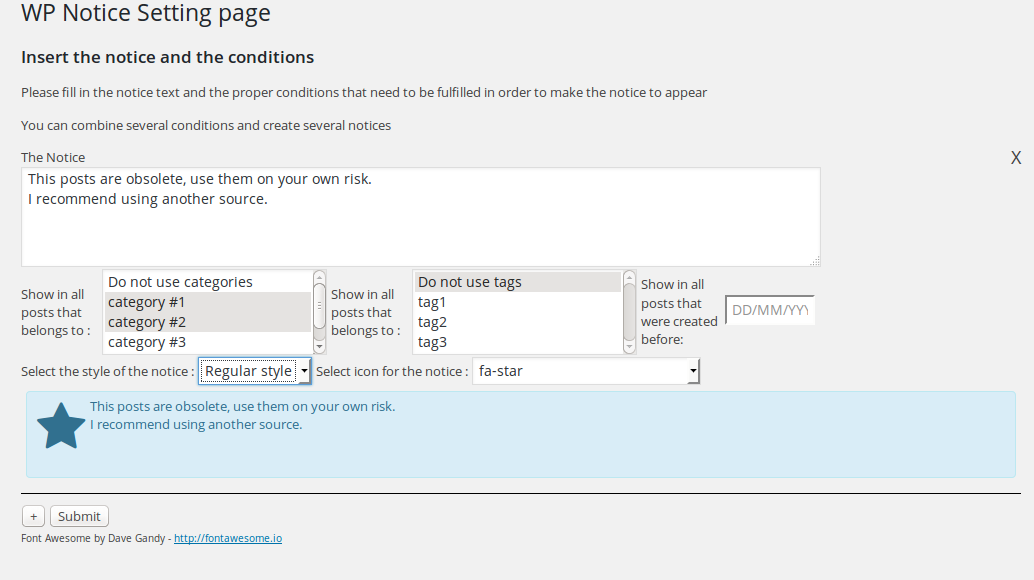 WP Notice Setting page
Insert the notice and the conditions
Please fill in the notice text and the proper conditions that need to be fulfilled in order to make the notice to appear
You can combine several conditions and create several notices
The Notice
X
This posts are obsolete, use them on your own risk.
I recommend using another source.
Show in all
posts that
belongs to :
Do not use categories
category #1
category #2
category #3
Show in all
posts that
belongs to :
Do not use tags
tag1
tag2
tag3
Show in all
posts that
were created
before:
DD/MM/YYY
Select the style of the notice : Regular style Select icon for the notice : fa-star
This posts are obsolete, use them on your own risk.
I recommend using another source.
+ Submit
Font Awesome by Dave Gandy - http://fontawesome.io